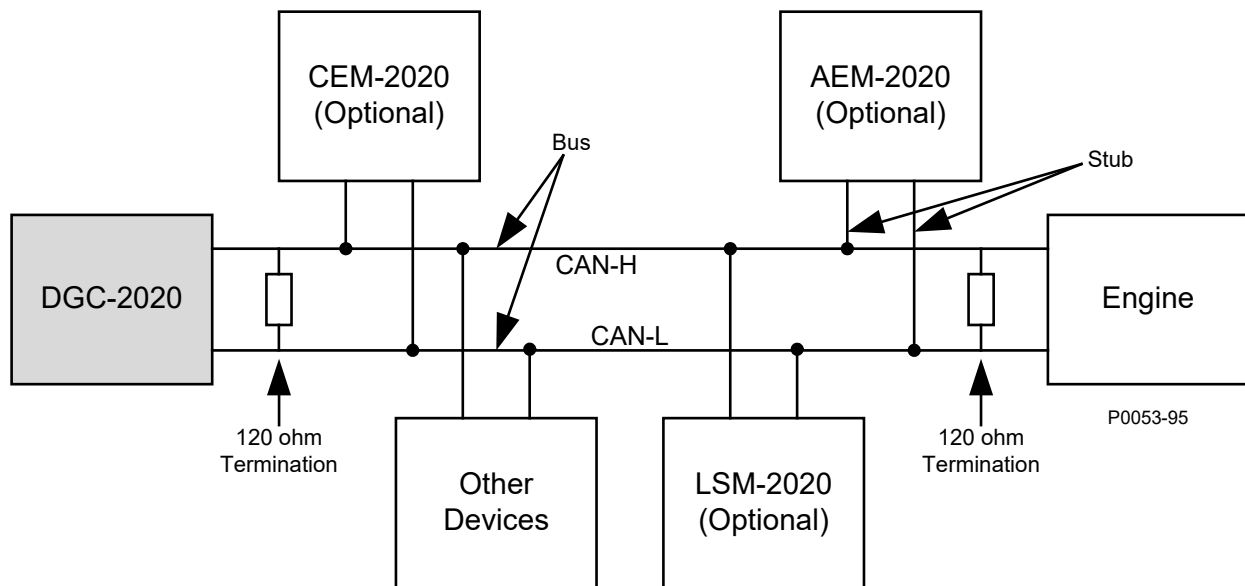 CEM-2020
(Optional)
AEM-2020
(Optional)
Bus
Stub
DGC-2020
CAN-H
Engine
CAN-L
120 ohm
Termination
Other
Devices
LSM-2020
(Optional)
120 ohm
Termination
P0053-95